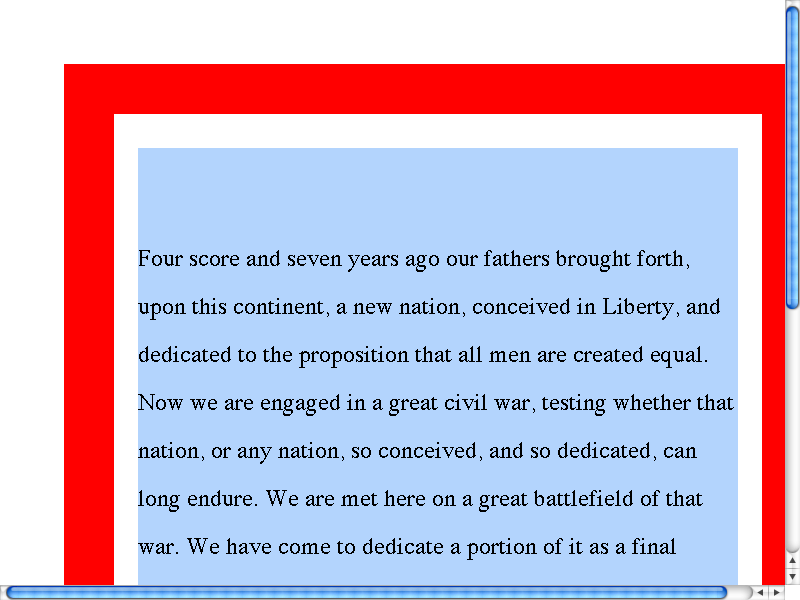 Four score and seven years ago our fathers brought forth,
upon this continent, a new nation, conceived in Liberty, and
dedicated to the proposition that all men are created equal.
Now we are engaged in a great civil war, testing whether that
nation, or any nation, so conceived, and so dedicated, can
long endure. We are met here on a great battlefield of that
war. We have come to dedicate a portion of it as a final